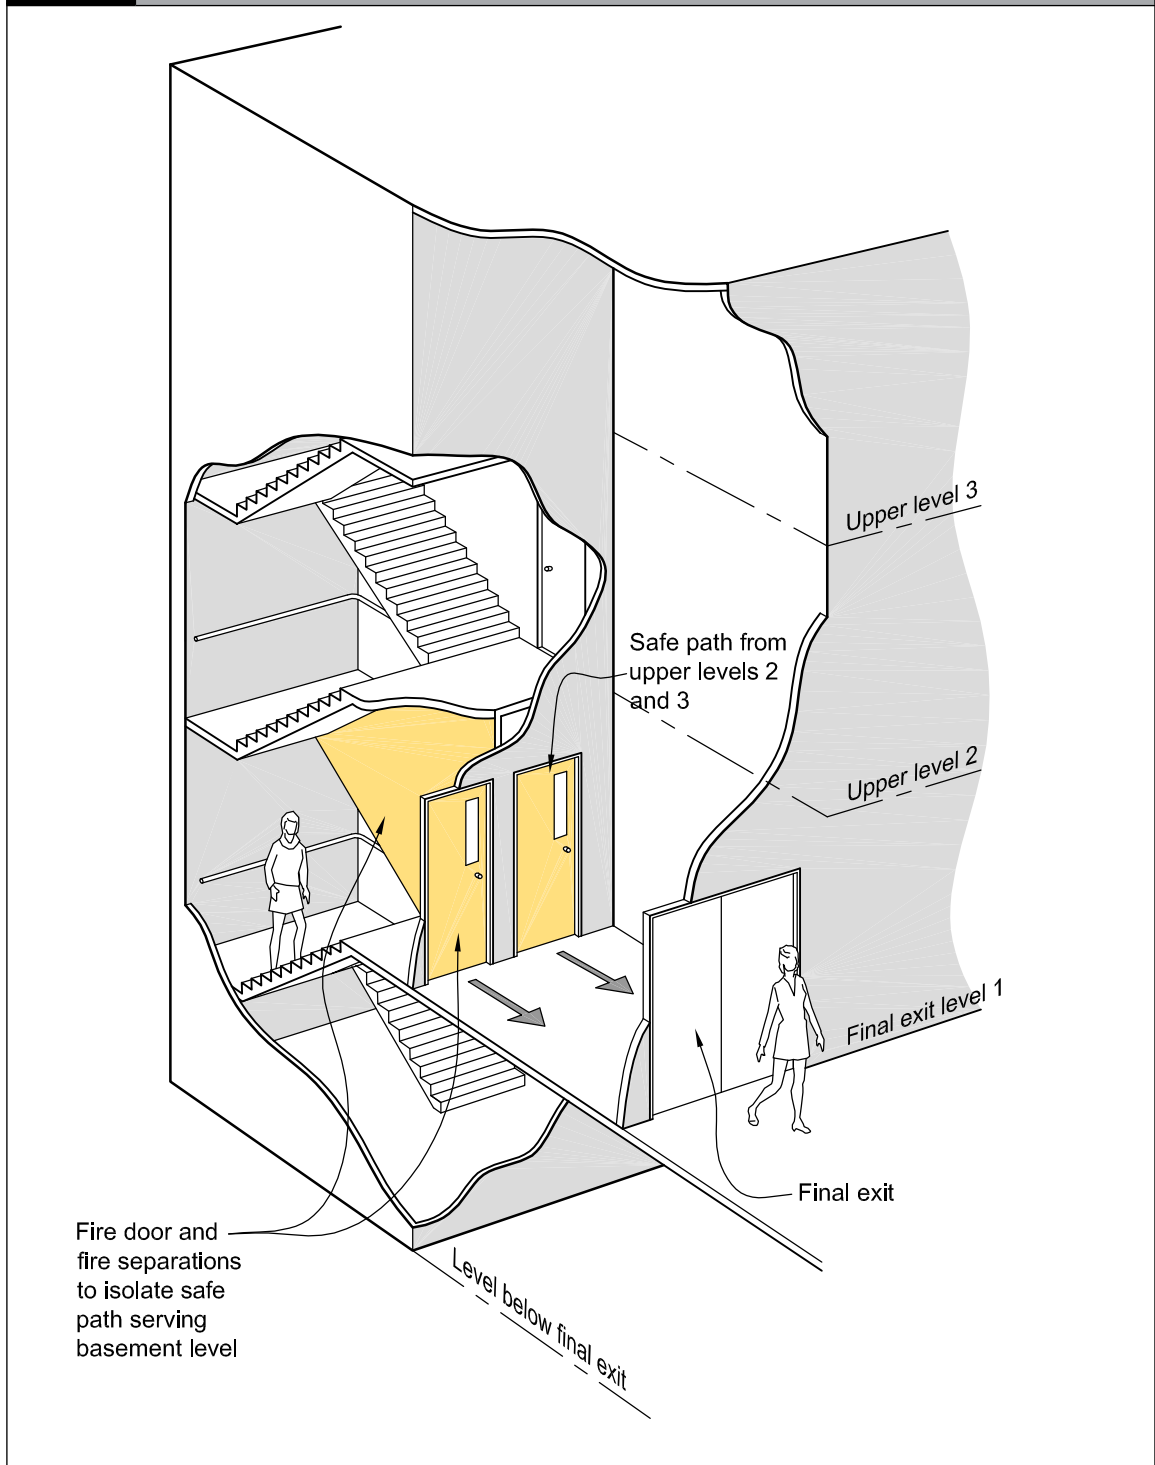 Upper level 3
Safe path from
upper levels 2
and 3
Upper level 2
Final exit level 1
Final exit
Fire door and
fire separations
to isolate safe
path serving
basement level
Level below final exit